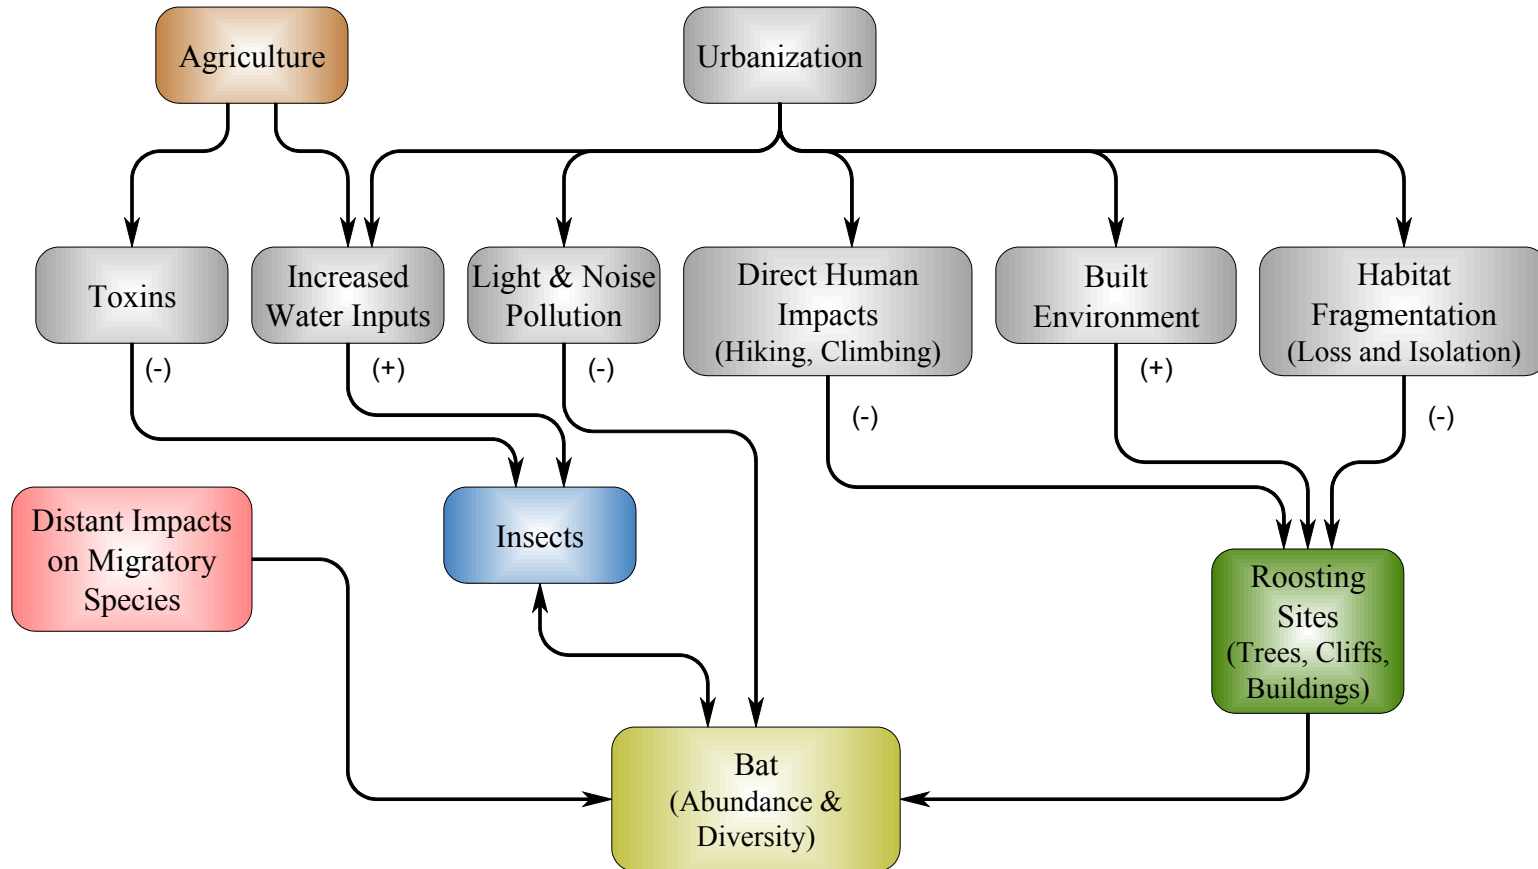 Agriculture
Urbanization
Toxins
Increased
Water Inputs
Light & Noise
Pollution
Direct Human
Impacts
(Hiking, Climbing)
Built
Environment
Habitat
Fragmentation
(Loss and Isolation)
(-)
(+)
(-)
(-)
(+)
(-)
Distant Impacts
on Migratory
Species
Insects
Roosting
Sites
(Trees, Cliffs,
Buildings)
Bat
(Abundance &
Diversity)